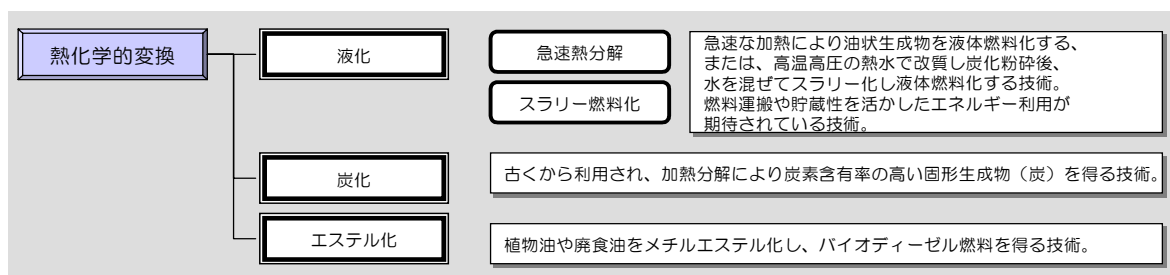 熱化学的変換
液化
急速熱分解
スラリー燃料化
急速な加熱により油状生成物を液体燃料化する、
または、高温高圧の熱水で改質し炭化粉砕後、
水を混ぜてスラリー化し液体燃料化する技術。
燃料運搬や貯蔵性を活かしたエネルギー利用が
期待されている技術。
炭化
古くから利用され、加熱分解により炭素含有率の高い固形生成物（炭）を得る技術。
エステル化
植物油や廃食油をメチルエステル化し、バイオディーゼル燃料を得る技術。